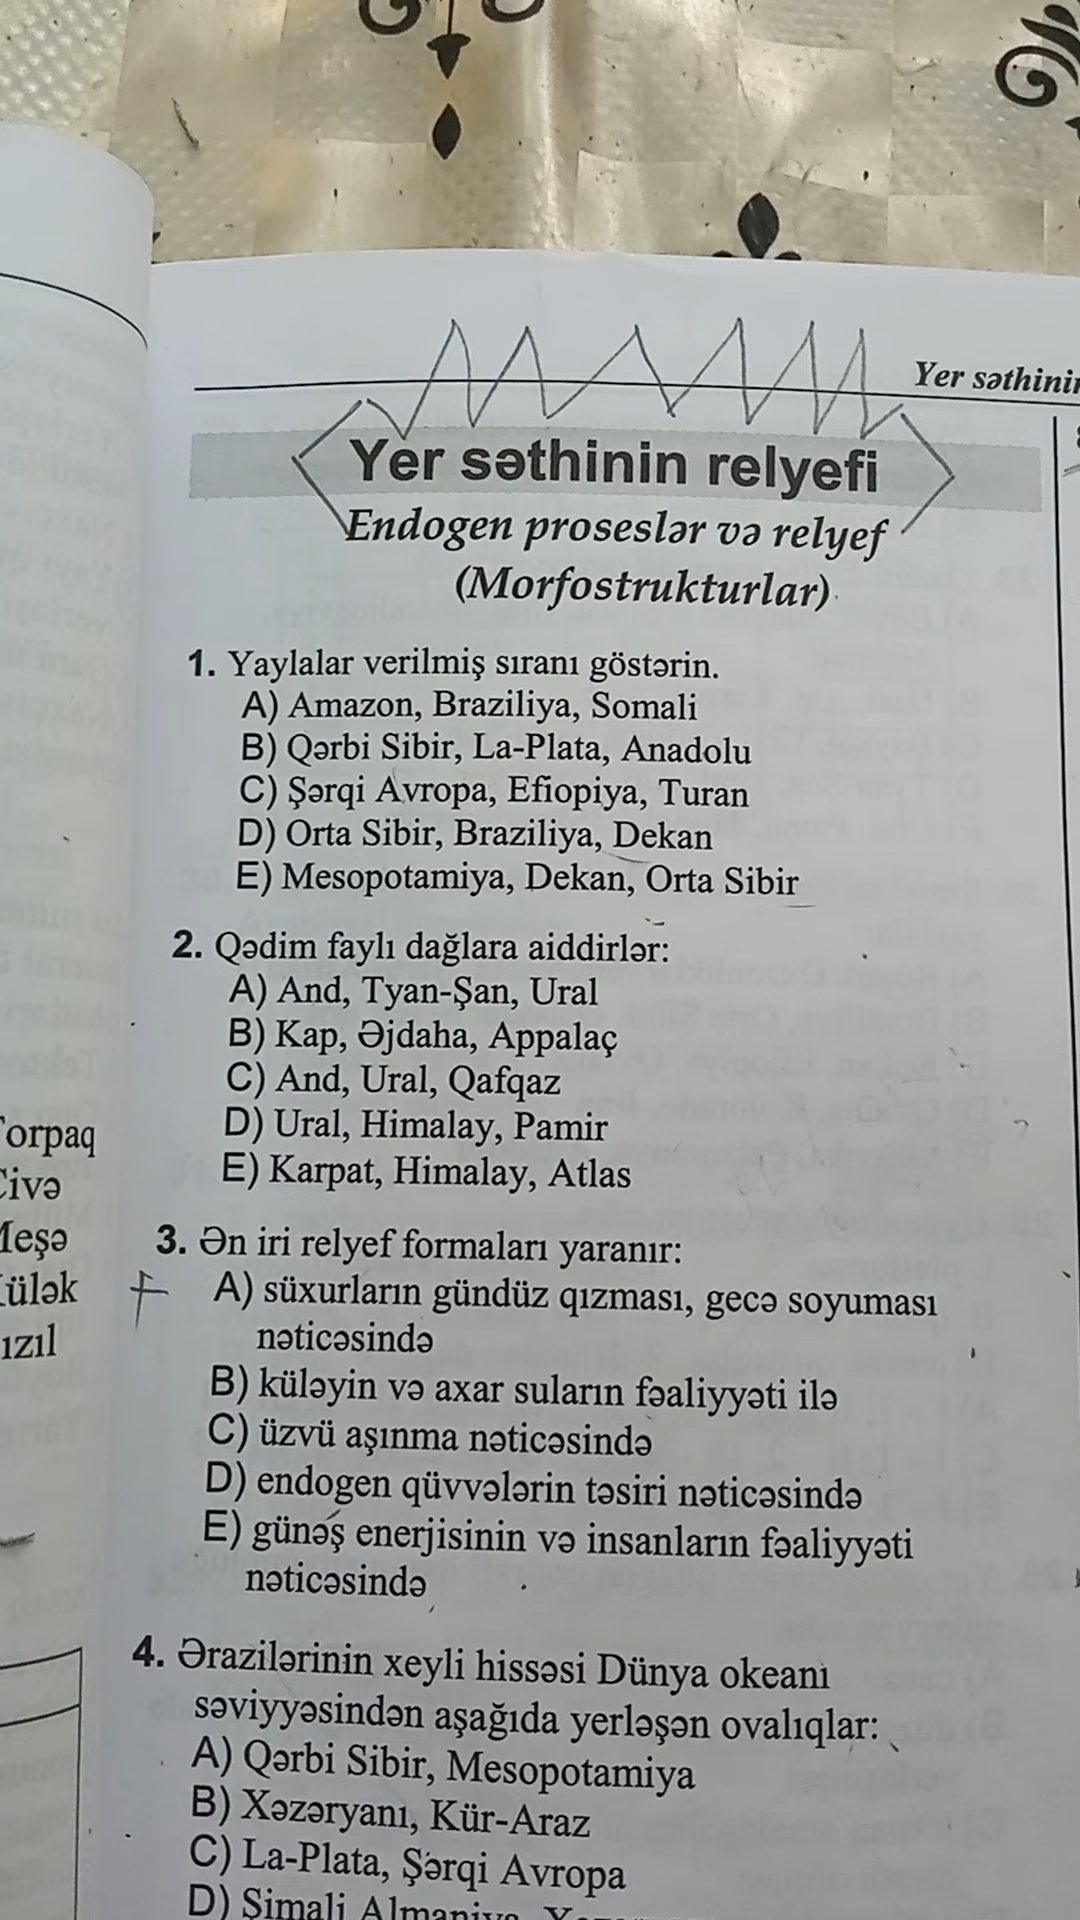 Yer səthinin
Yer səthinin relyefi
Endogen proseslər və relyef
(Morfostrukturlar)
1. Yaylalar verilmiş sıranı göstərin.
A) Amazon, Braziliya, Somali
B) Qərbi Sibir, La-Plata, Anadolu
C) Şərqi Avropa, Efiopiya, Turan
D) Orta Sibir, Braziliya, Dekan
E) Mesopotamiya, Dekan, Orta Sibir
2. Qədim faylı dağlara aiddirlər:
A) And, Tyan-Şan, Ural
B) Kap, Əjdaha, Appalaç
C) And, Ural, Qafqaz
D) Ural, Himalay, Pamir
E) Karpat, Himalay, Atlas
3. Ən iri relyef formaları yaranır:
A) süxurların gündüz qızması, gecə soyuması
nəticəsində
B) küləyin və axar suların fəaliyyəti ilə
C) üzvü aşınma nəticəsində
D) endogen qüvvələrin təsiri nəticəsində
E) günəş enerjisinin və insanların fəaliyyəti
nəticəsində
4. Ərazilərinin xeyli hissəsi Dünya okeanı
səviyyəsindən aşağıda yerləşən ovalıqlar:
A) Qərbi Sibir, Mesopotamiya
B) Xəzəryanı, Kür-Araz
C) La-Plata, Şərqi Avropa
D) Şimali